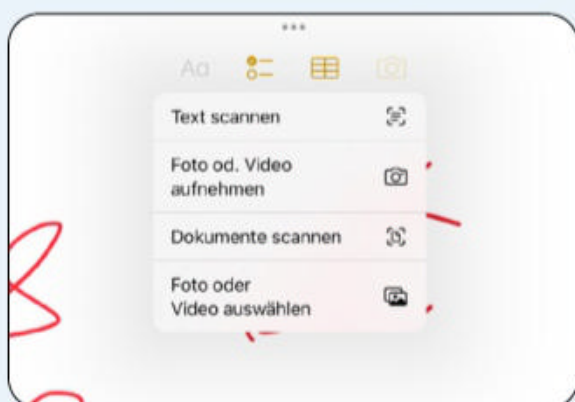 Aa
Text scannen
Foto od. Video
aufnehmen
Dokumente scannen
Foto oder
Video auswählen